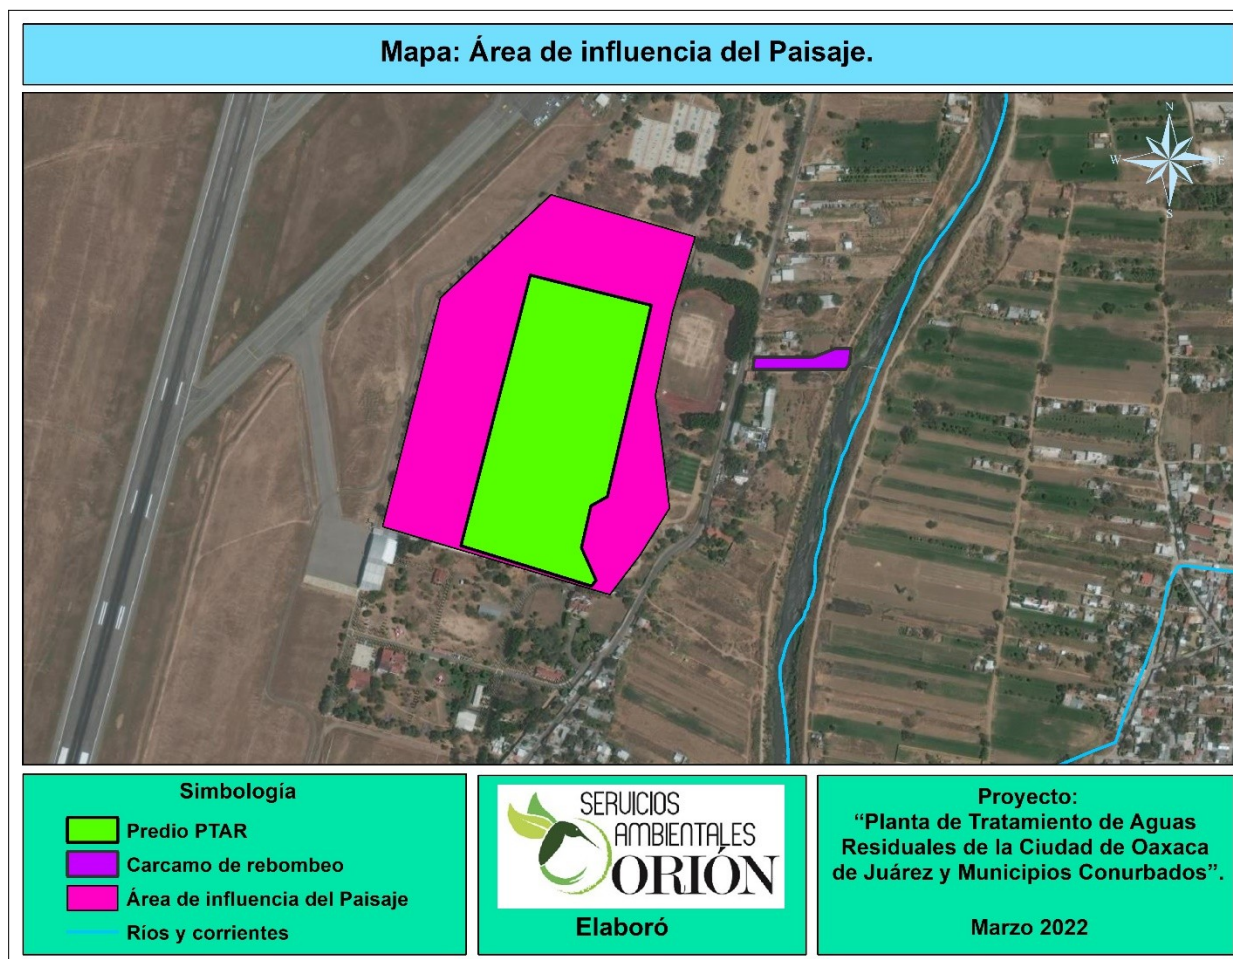 Mapa: Área de influencia del Paisaje.
N
W
E
S
Simbología
Predio PTAR
Carcamo de rebombeo
Área de influencia del Paisaje
Ríos y corrientes
SERVICIOS
AMBIENTALES
ORIÓN
Elaboró
Proyecto:
“Planta de Tratamiento de Aguas
Residuales de la Ciudad de Oaxaca
de Juárez y Municipios Conurbados”.
Marzo 2022